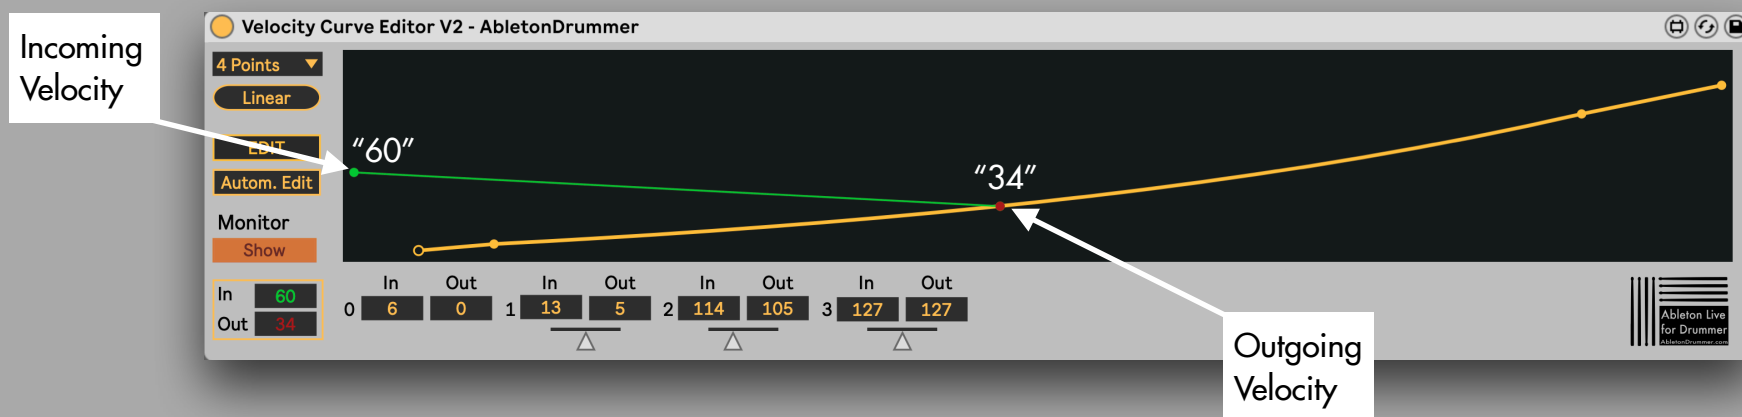 Velocity Curve Editor V2 - AbletonDrummer
Incoming
Velocity
4 Points
Linear
EDIT
Autom. Edit
Monitor
Show
In 60
Out 34
“60”
“34”
In Out In Out In Out In Out
0 6 0 1 13 5 2 114 105 3 127 127
Outgoing
Velocity
Ableton Live
for Drummer
AbletonDrummer.com